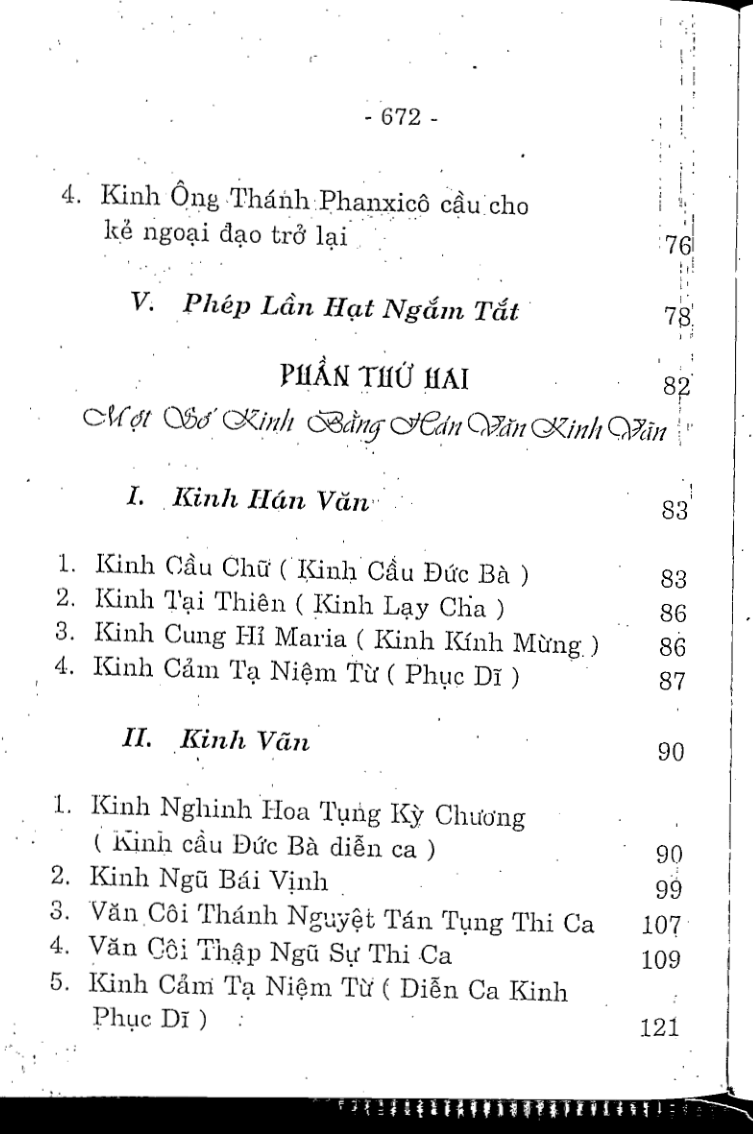 - 672 -
4. Kinh Ông Thánh Phanxicô cầu cho
kẻ ngoại đạo trở lại 76
V. Phép Lần Hạt Ngắm Tắt 78
PHẦN THỨ HAI 82
Một Số Kinh Bằng Hán Văn Kinh Vãn
I. Kinh Hán Văn 83
1. Kinh Cầu Chữ ( Kinh Cầu Đức Bà ) 83
2. Kinh Tại Thiên ( Kinh Lạy Cha ) 86
3. Kinh Cung Hỉ Maria ( Kinh Kính Mừng ) 86
4. Kinh Cảm Tạ Niệm Từ ( Phục Dĩ ) 87
II. Kinh Vãn 90
1. Kinh Nghinh Hoa Tụng Kỳ Chương
( Kinh cầu Đức Bà diễn ca ) 90
2. Kinh Ngũ Bái Vịnh 99
3. Văn Côi Thánh Nguyệt Tán Tụng Thi Ca 107
4. Văn Côi Thập Ngũ Sự Thi Ca 109
5. Kinh Cảm Tạ Niệm Từ ( Diễn Ca Kinh
Phục Dĩ ) 121